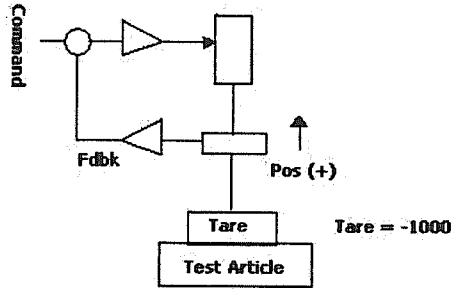 Command
Fdbk
Pos (+)
Tare
Tare = -1000
Test Article